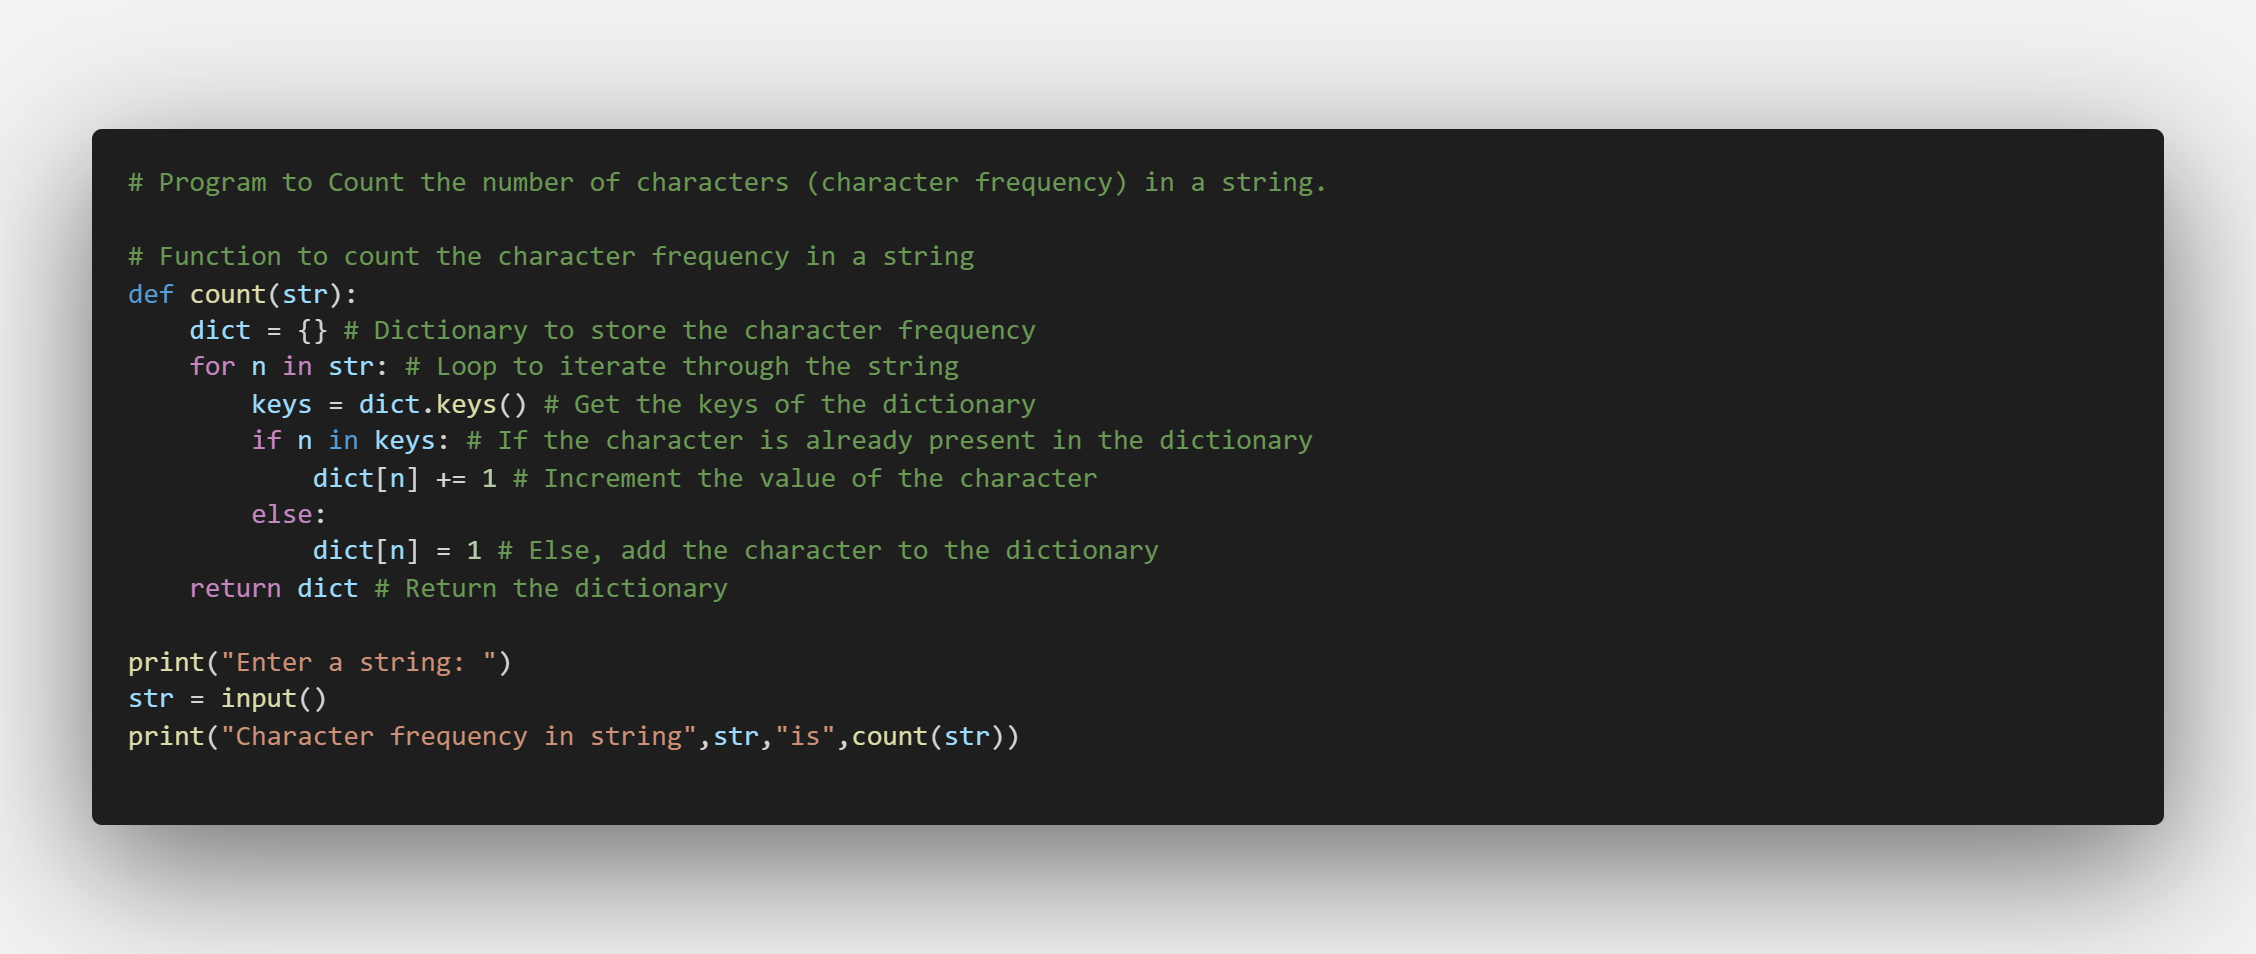 # Program to Count the number of characters (character frequency) in a string.

# Function to count the character frequency in a string
def count(str):
    dict = {} # Dictionary to store the character frequency
    for n in str: # Loop to iterate through the string
        keys = dict.keys() # Get the keys of the dictionary
        if n in keys: # If the character is already present in the dictionary
            dict[n] += 1 # Increment the value of the character
        else:
            dict[n] = 1 # Else, add the character to the dictionary
    return dict # Return the dictionary

print("Enter a string: ")
str = input()
print("Character frequency in string",str,"is",count(str))